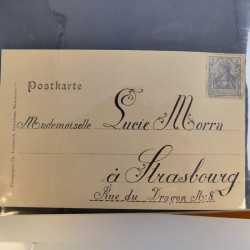 Postkarte
Mademoiselle Lucie Morra
à Strasbourg
Rue du Dragon № 8.